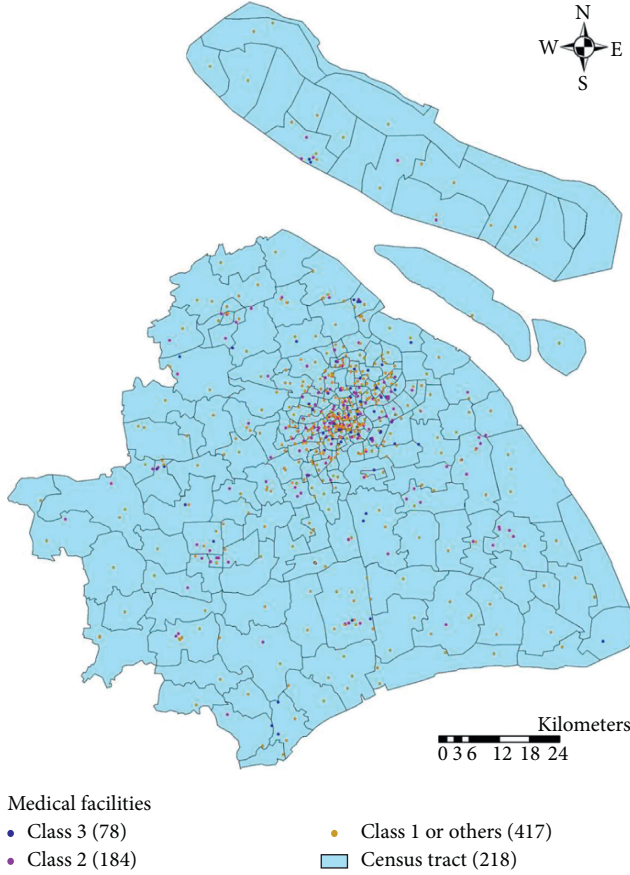 N
W E
S
Kilometers
0 3 6 12 18 24
Medical facilities
Class 3 (78)
Class 2 (184)
Class 1 or others (417)
Census tract (218)